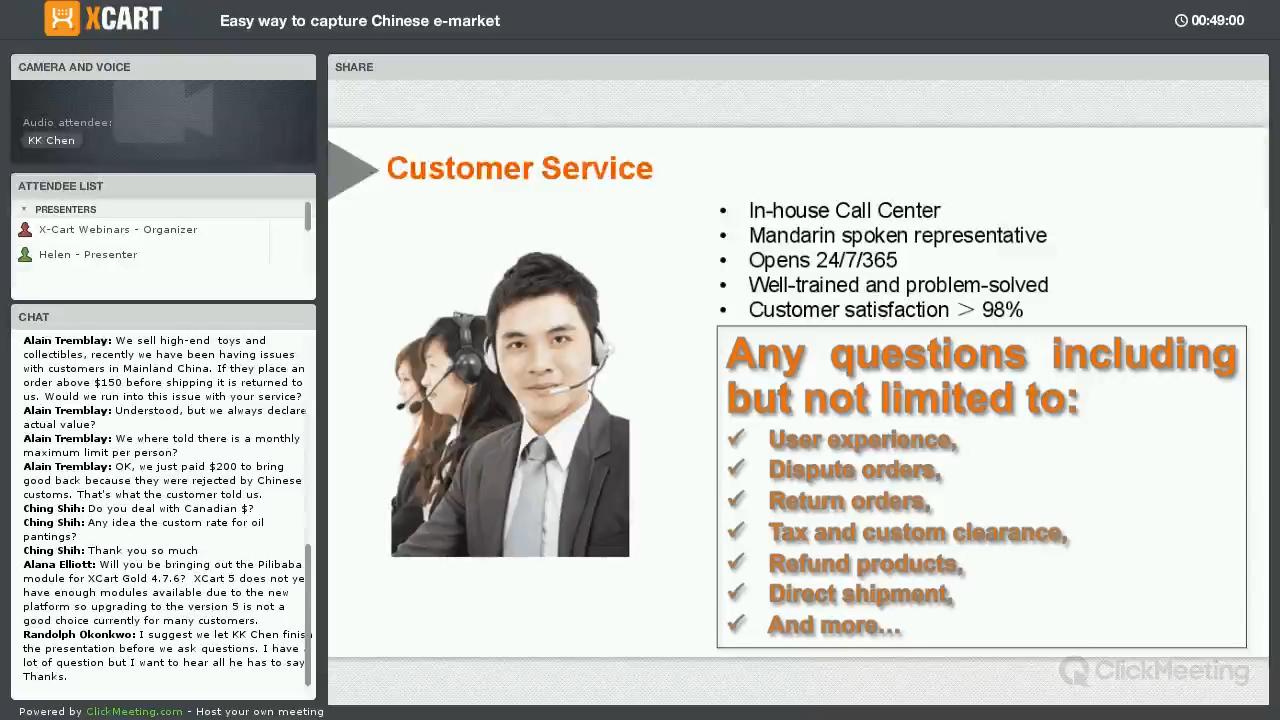 XCART
Easy way to capture Chinese e-market
00:49:00
CAMERA AND VOICE
Audio attendee:
KK Chen
ATTENDEE LIST
PRESENTERS
X-Cart Webinars - Organizer
Helen - Presenter
CHAT
Alain Tremblay: We sell high-end toys and
collectibles, recently we have been having issues
with customers in Mainland China. If they place an
order above $150 before shipping it is returned to
us. Would we run into this issue with your service?
Alain Tremblay: Understood, but we always declare
actual value?
Alain Tremblay: We where told there is a monthly
maximum limit per person?
Alain Tremblay: OK, we just paid $200 to bring
good back because they were rejected by Chinese
customs. That's what the customer told us.
Ching Shih: Do you deal with Canadian $?
Ching Shih: Any idea the custom rate for oil
pantings?
Ching Shih: Thank you so much
Alana Elliott: Will you be bringing out the Pilibaba
module for XCart Gold 4.7.6? XCart 5 does not ye
have enough modules available due to the new
platform so upgrading to the version 5 is not a
good choice currently for many customers.
Randolph Okonkwo: I suggest we let KK Chen finis
the presentation before we ask questions. I have
lot of question but I want to hear all he has to say
Thanks.
Powered by ClickMeeting.com - Host your own meeting
SHARE
Customer Service
• In-house Call Center
• Mandarin spoken representative
• Opens 24/7/365
• Well-trained and problem-solved
• Customer satisfaction ＞ 98%
Any questions including
but not limited to:
✓ User experience,
✓ Dispute orders,
✓ Return orders,
✓ Tax and custom clearance,
✓ Refund products,
✓ Direct shipment,
✓ And more…
ClickMeeting